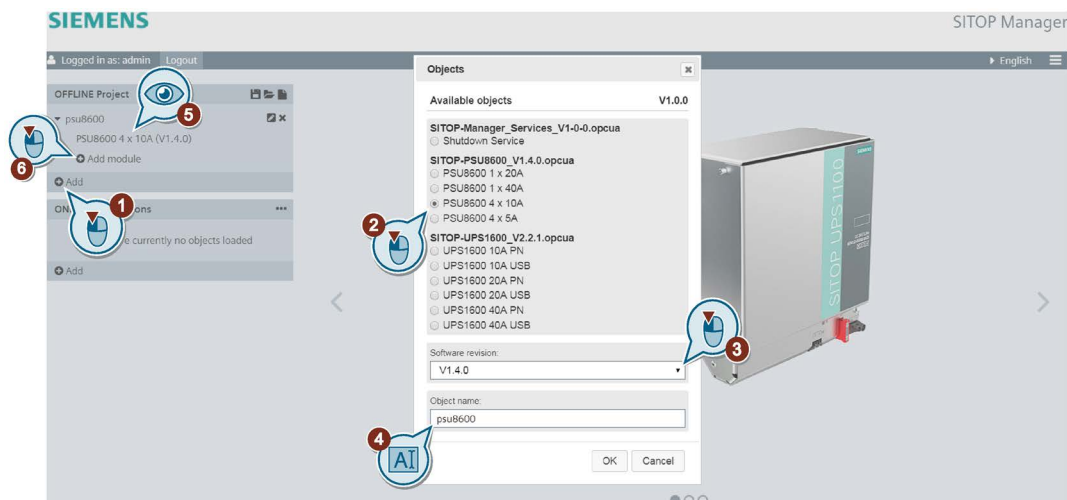 SIEMENS
SITOP Manager
Logged in as: admin Logout
English
OFFLINE Project
5
psu8600
PSU8600 4 x 10A (V1.4.0)
6
Add module
Add
1
ions
e currently no objects loaded
Add
Objects
Available objects V1.0.0
SITOP-Manager_Services_V1-0-0.opcua
Shutdown Service
SITOP-PSU8600_V1.4.0.opcua
PSU8600 1 x 20A
PSU8600 1 x 40A
PSU8600 4 x 10A
PSU8600 4 x 5A
2
SITOP-UPS1600_V2.2.1.opcua
UPS1600 10A PN
UPS1600 10A USB
UPS1600 20A PN
UPS1600 20A USB
UPS1600 40A PN
UPS1600 40A USB
3
Software revision:
V1.4.0
Object name:
psu8600
4
AI
OK Cancel
SIEMENS
SITOP UPS1100